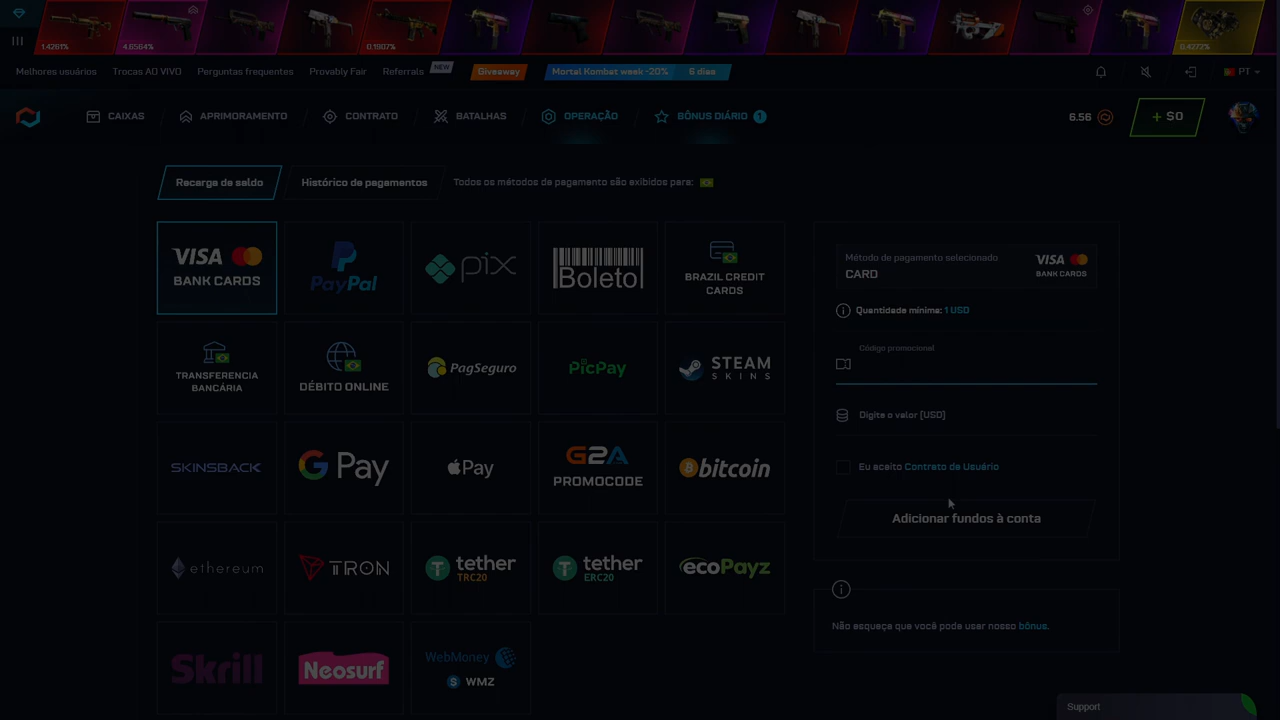 1.4261%
4.6564%
0.1907%
0.4272%
Melhores usuários
Trocas AO VIVO
Perguntas frequentes
Provably Fair
Referrals
NEW
Giveaway
Mortal Kombat week -20%
6 dias
PT
CAIXAS
APRIMORAMENTO
CONTRATO
BATALHAS
OPERAÇÃO
BÔNUS DIÁRIO
1
6.56
+ $0
Recarga de saldo
Histórico de pagamentos
Todos os métodos de pagamento são exibidos para:
VISA
BANK CARDS
PayPal
pix
Boleto
BRAZIL CREDIT
CARDS
TRANSFERENCIA
BANCÁRIA
DÉBITO ONLINE
PagSeguro
PicPay
STEAM
SKINS
SKINSBACK
G Pay
Pay
G2A
PROMOCODE
bitcoin
ethereum
TRON
tether
TRC20
tether
ERC20
ecoPayz
Skrill
Neosurf
WebMoney
WMZ
Método de pagamento selecionado
CARD
VISA
BANK CARDS
Quantidade mínima: 1 USD
Código promocional
Digite o valor [USD]
Eu aceito Contrato de Usuário
Adicionar fundos à conta
Não esqueça que você pode usar nosso bônus.
Support